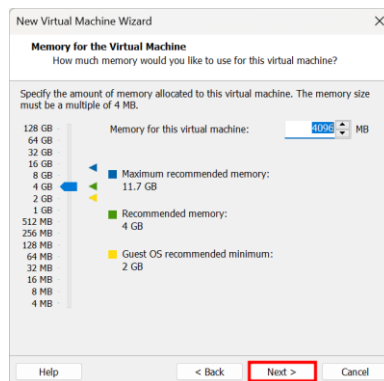 New Virtual Machine Wizard
Memory for the Virtual Machine
How much memory would you like to use for this virtual machine?
Specify the amount of memory allocated to this virtual machine. The memory size
must be a multiple of 4 MB.
Memory for this virtual machine: 4096 MB
128 GB
64 GB
32 GB
16 GB
8 GB
4 GB
2 GB
1 GB
512 MB
256 MB
128 MB
64 MB
32 MB
16 MB
8 MB
4 MB
Maximum recommended memory:
11.7 GB
Recommended memory:
4 GB
Guest OS recommended minimum:
2 GB
Help
< Back
Next >
Cancel